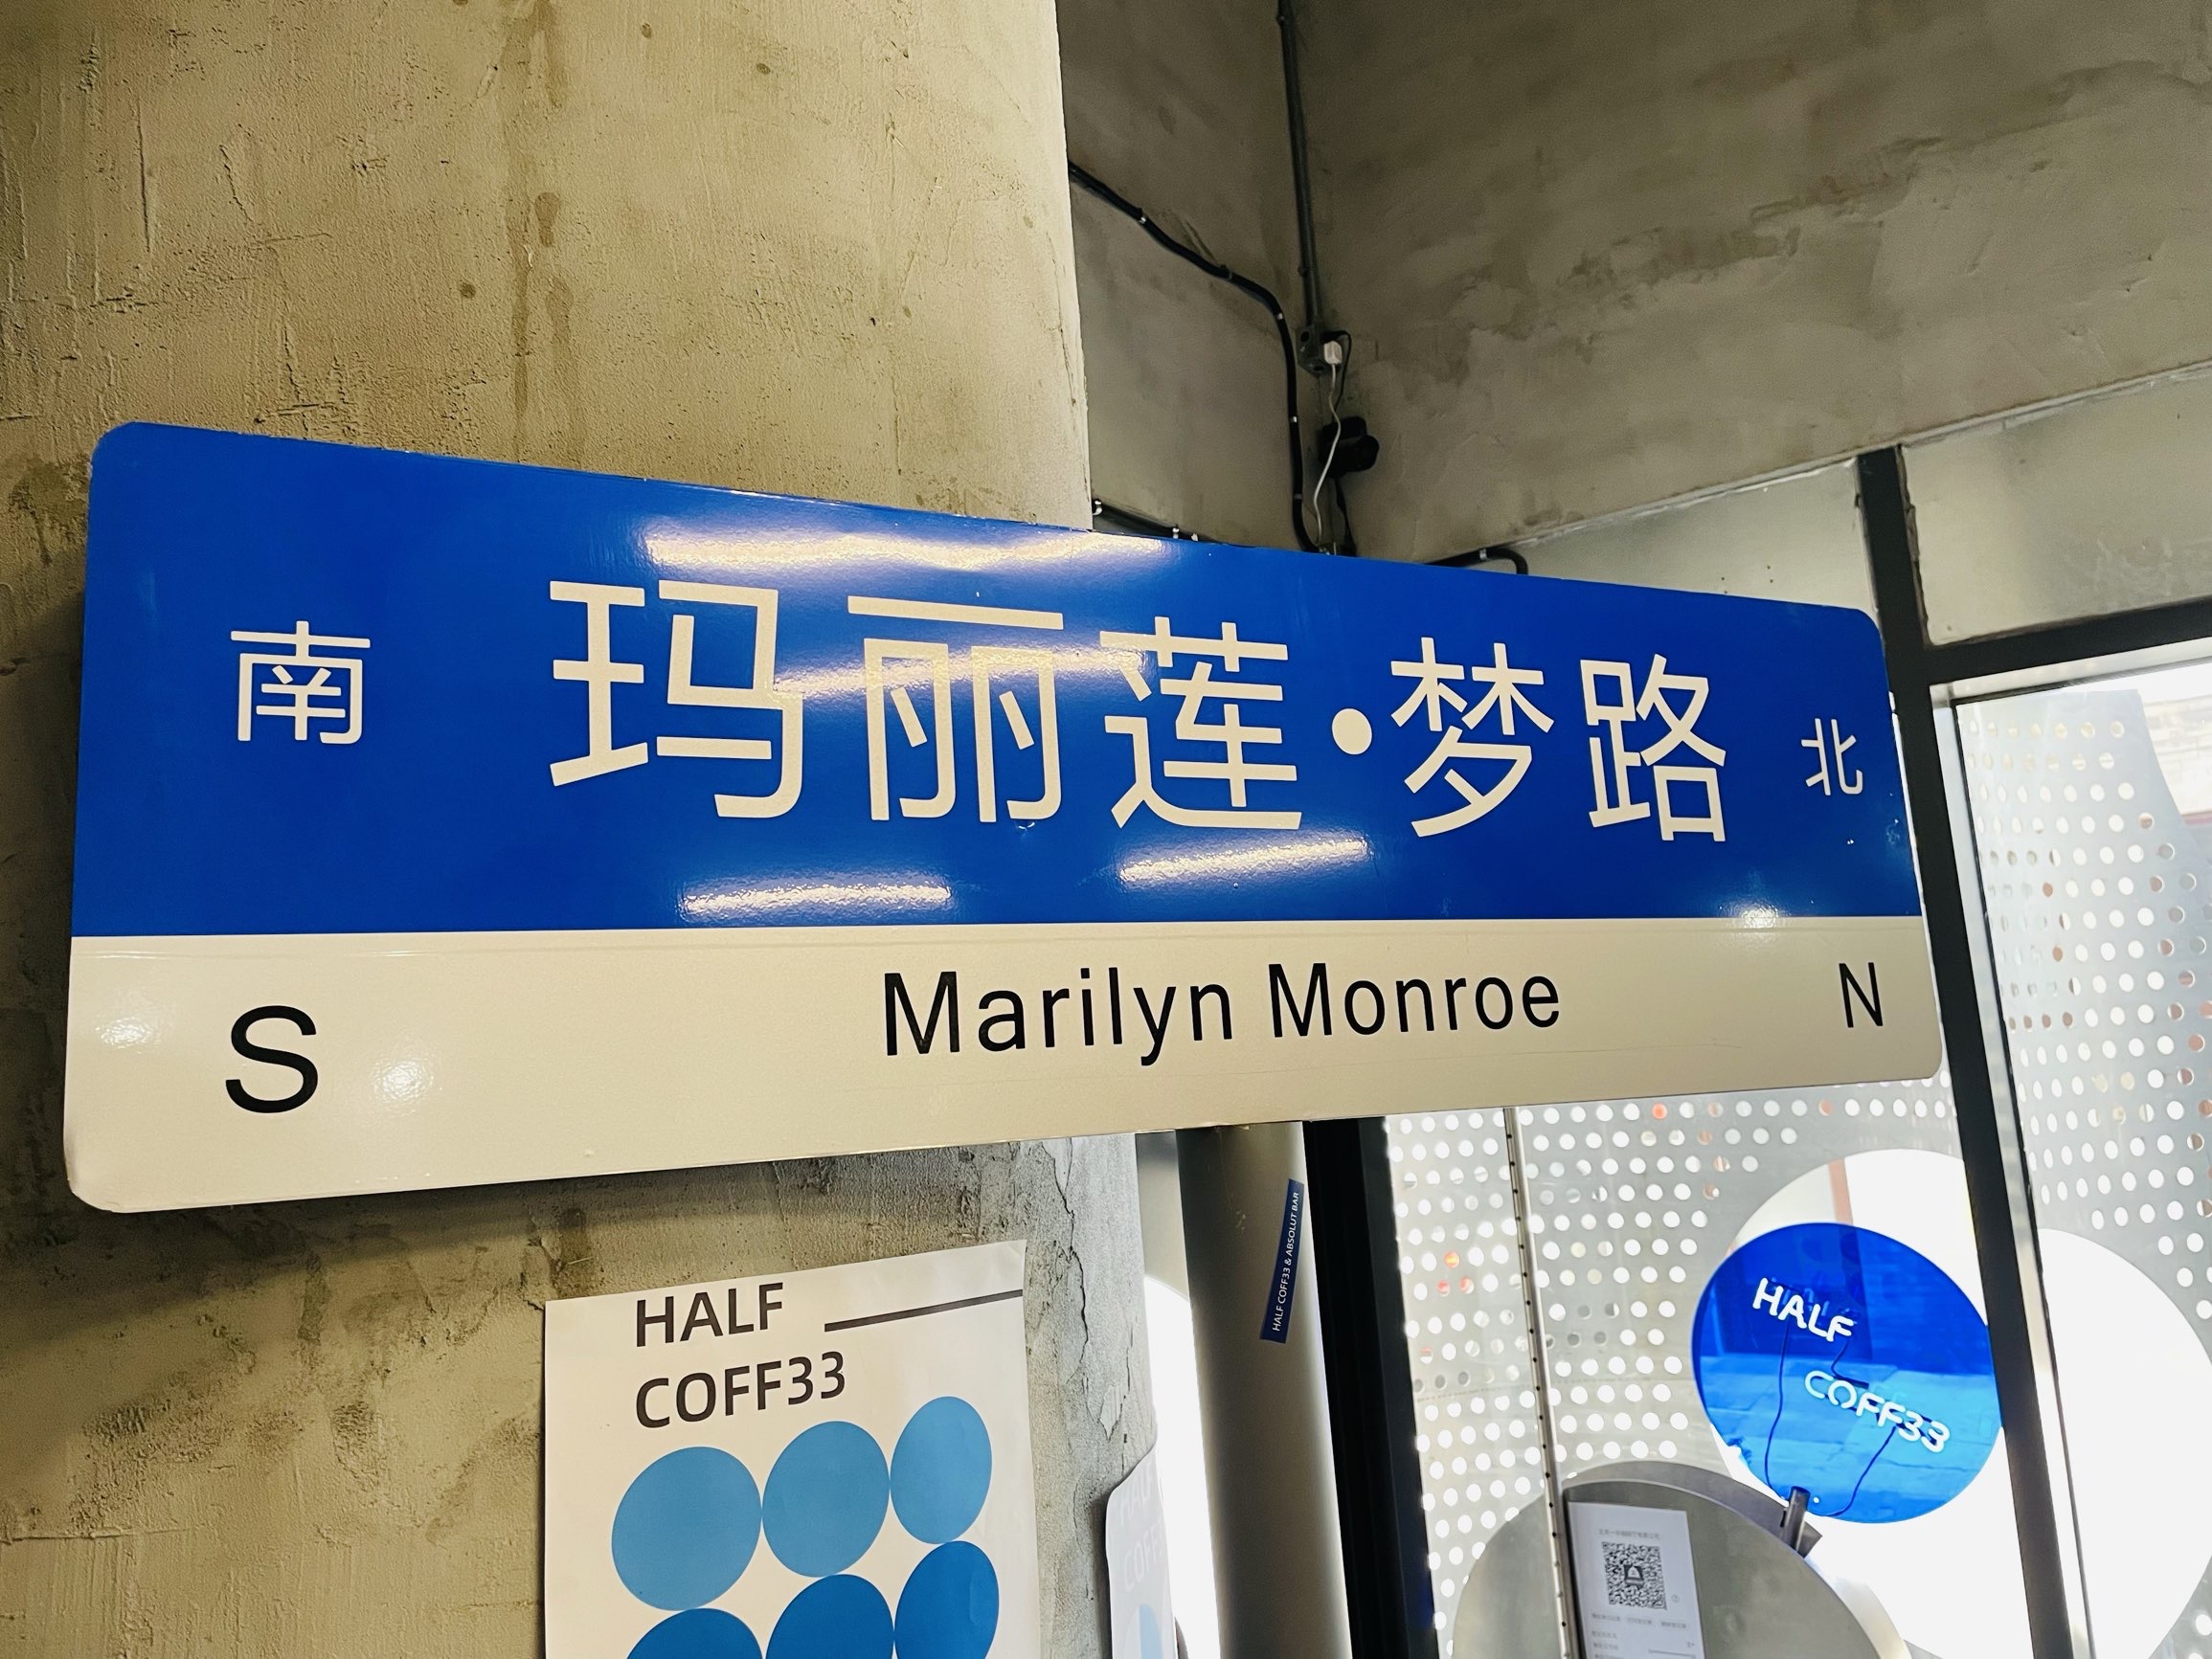 南 玛丽莲·梦路 北
S Marilyn Monroe N
HALF COFF33 & ABSOLUT BAR
HALF
COFF33
HALF
COFF33